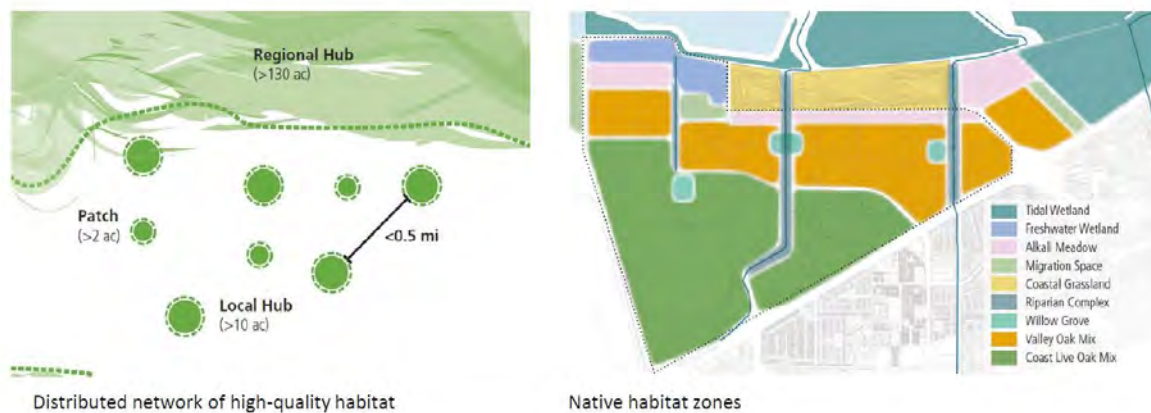 Regional Hub
(>130 ac)
Patch
(>2 ac)
<0.5 mi
Local Hub
(>10 ac)
Distributed network of high-quality habitat
Tidal Wetland
Freshwater Wetland
Alkali Meadow
Migration Space
Coastal Grassland
Riparian Complex
Willow Grove
Valley Oak Mix
Coast Live Oak Mix
Native habitat zones